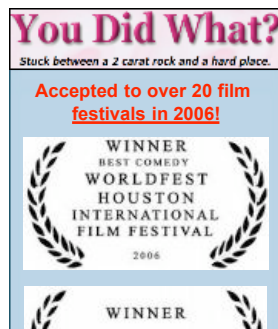 You Did What?
Stuck between a 2 carat rock and a hard place.
Accepted to over 20 film
festivals in 2006!
WINNER
BEST COMEDY
WORLDFEST
HOUSTON
INTERNATIONAL
FILM FESTIVAL
2006
WINNER